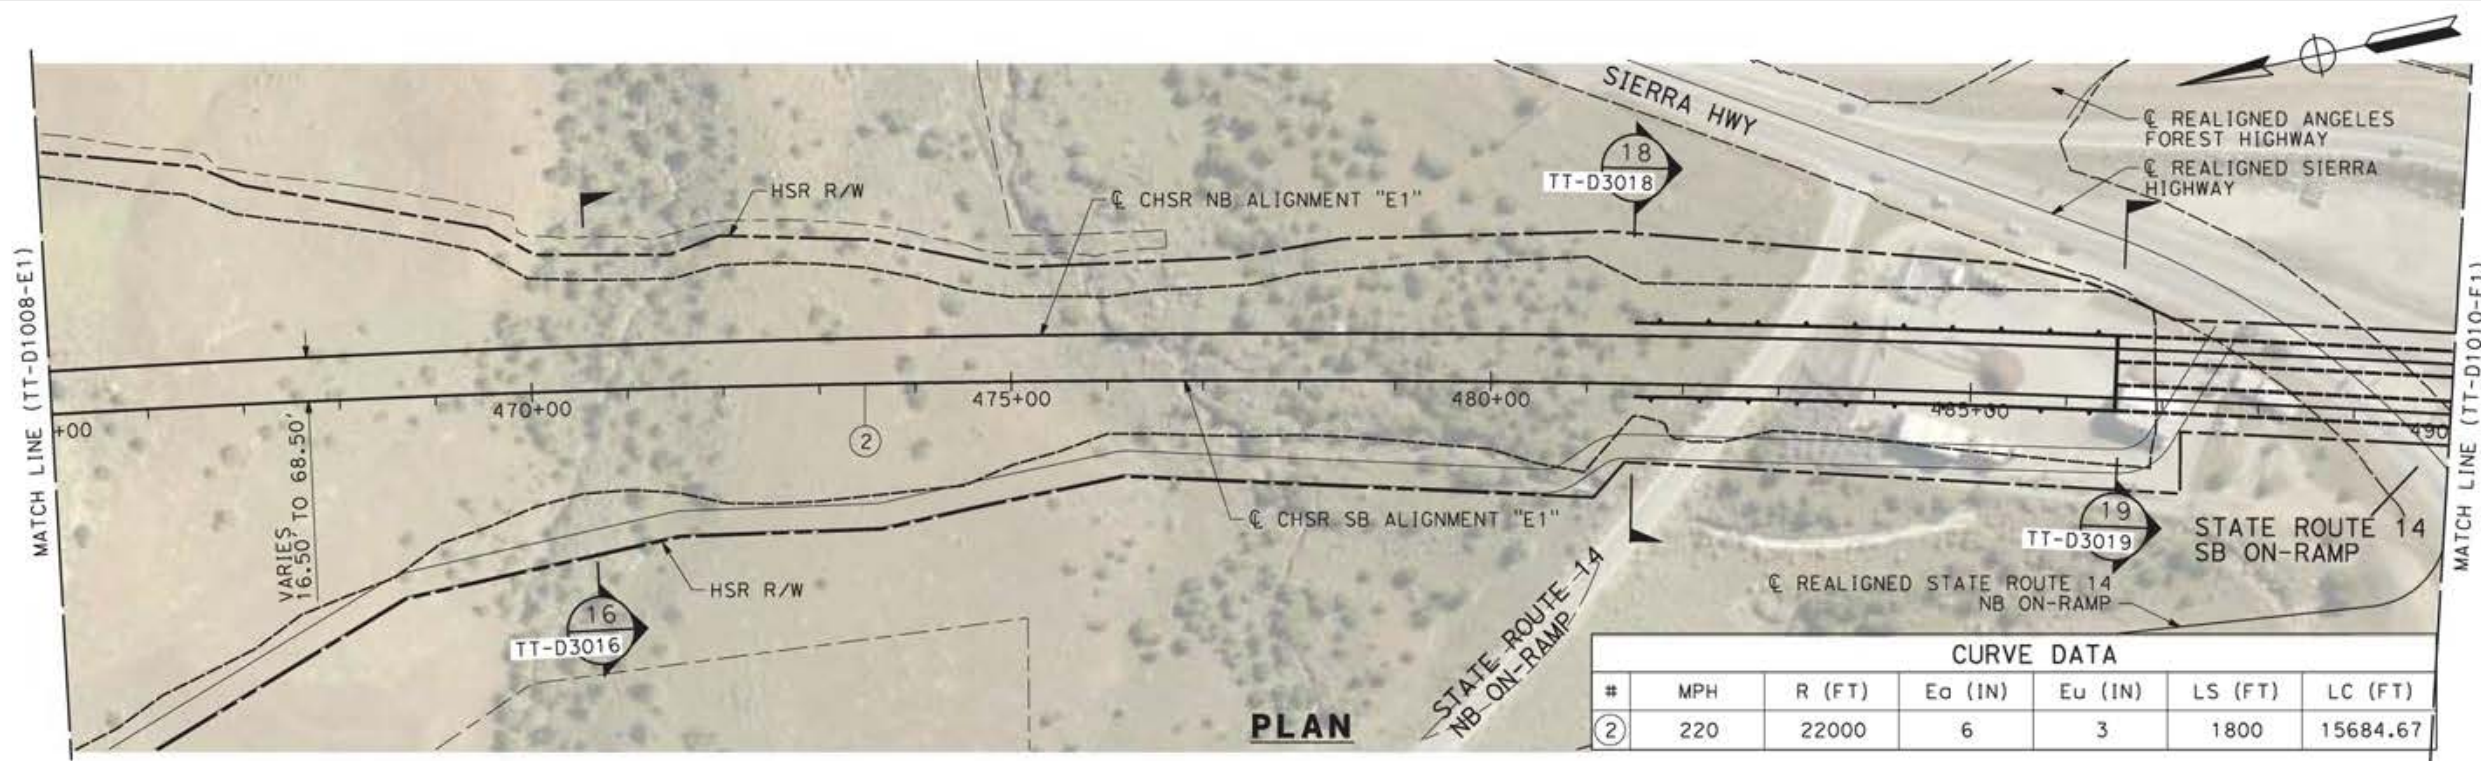 MATCH LINE (TT-D1008-E1)
SIERRA HWY
℄ REALIGNED ANGELES
FOREST HIGHWAY
℄ REALIGNED SIERRA
HIGHWAY
18
TT-D3018
HSR R/W
℄ CHSR NB ALIGNMENT "E1"
MATCH LINE (TT-D1010-E1)
+00
470+00
475+00
480+00
485+00
490
2
VARIES
16.50' TO 68.50'
℄ CHSR SB ALIGNMENT "E1"
HSR R/W
16
TT-D3016
19
TT-D3019
STATE ROUTE 14
SB ON-RAMP
℄ REALIGNED STATE ROUTE 14
NB ON-RAMP
STATE ROUTE 14
NB ON-RAMP
PLAN
CURVE DATA
# MPH R (FT) Ea (IN) Eu (IN) LS (FT) LC (FT)
2 220 22000 6 3 1800 15684.67